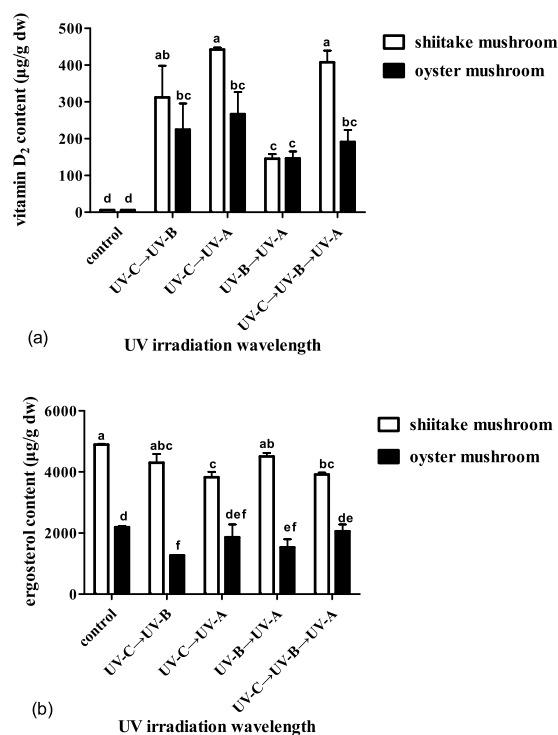 vitamin D₂ content (µg/g dw)
500
400
300
200
100
0
d d
ab bc
a bc
c c
a bc
shiitake mushroom
oyster mushroom
control
UV-C→UV-B
UV-C→UV-A
UV-B→UV-A
UV-C→UV-B→UV-A
(a)
UV irradiation wavelength
ergosterol content (µg/g dw)
6000
4000
2000
0
a d
abc f
c def
ab ef
bc de
shiitake mushroom
oyster mushroom
control
UV-C→UV-B
UV-C→UV-A
UV-B→UV-A
UV-C→UV-B→UV-A
(b)
UV irradiation wavelength